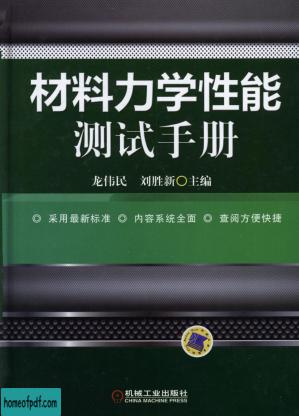 材料力学性能
测试手册
龙伟民 刘胜新◎主编
◎ 采用最新标准 ◎ 内容系统全面 ◎ 查阅方便快捷
机械工业出版社
CHINA MACHINE PRESS
homeofpdf.com